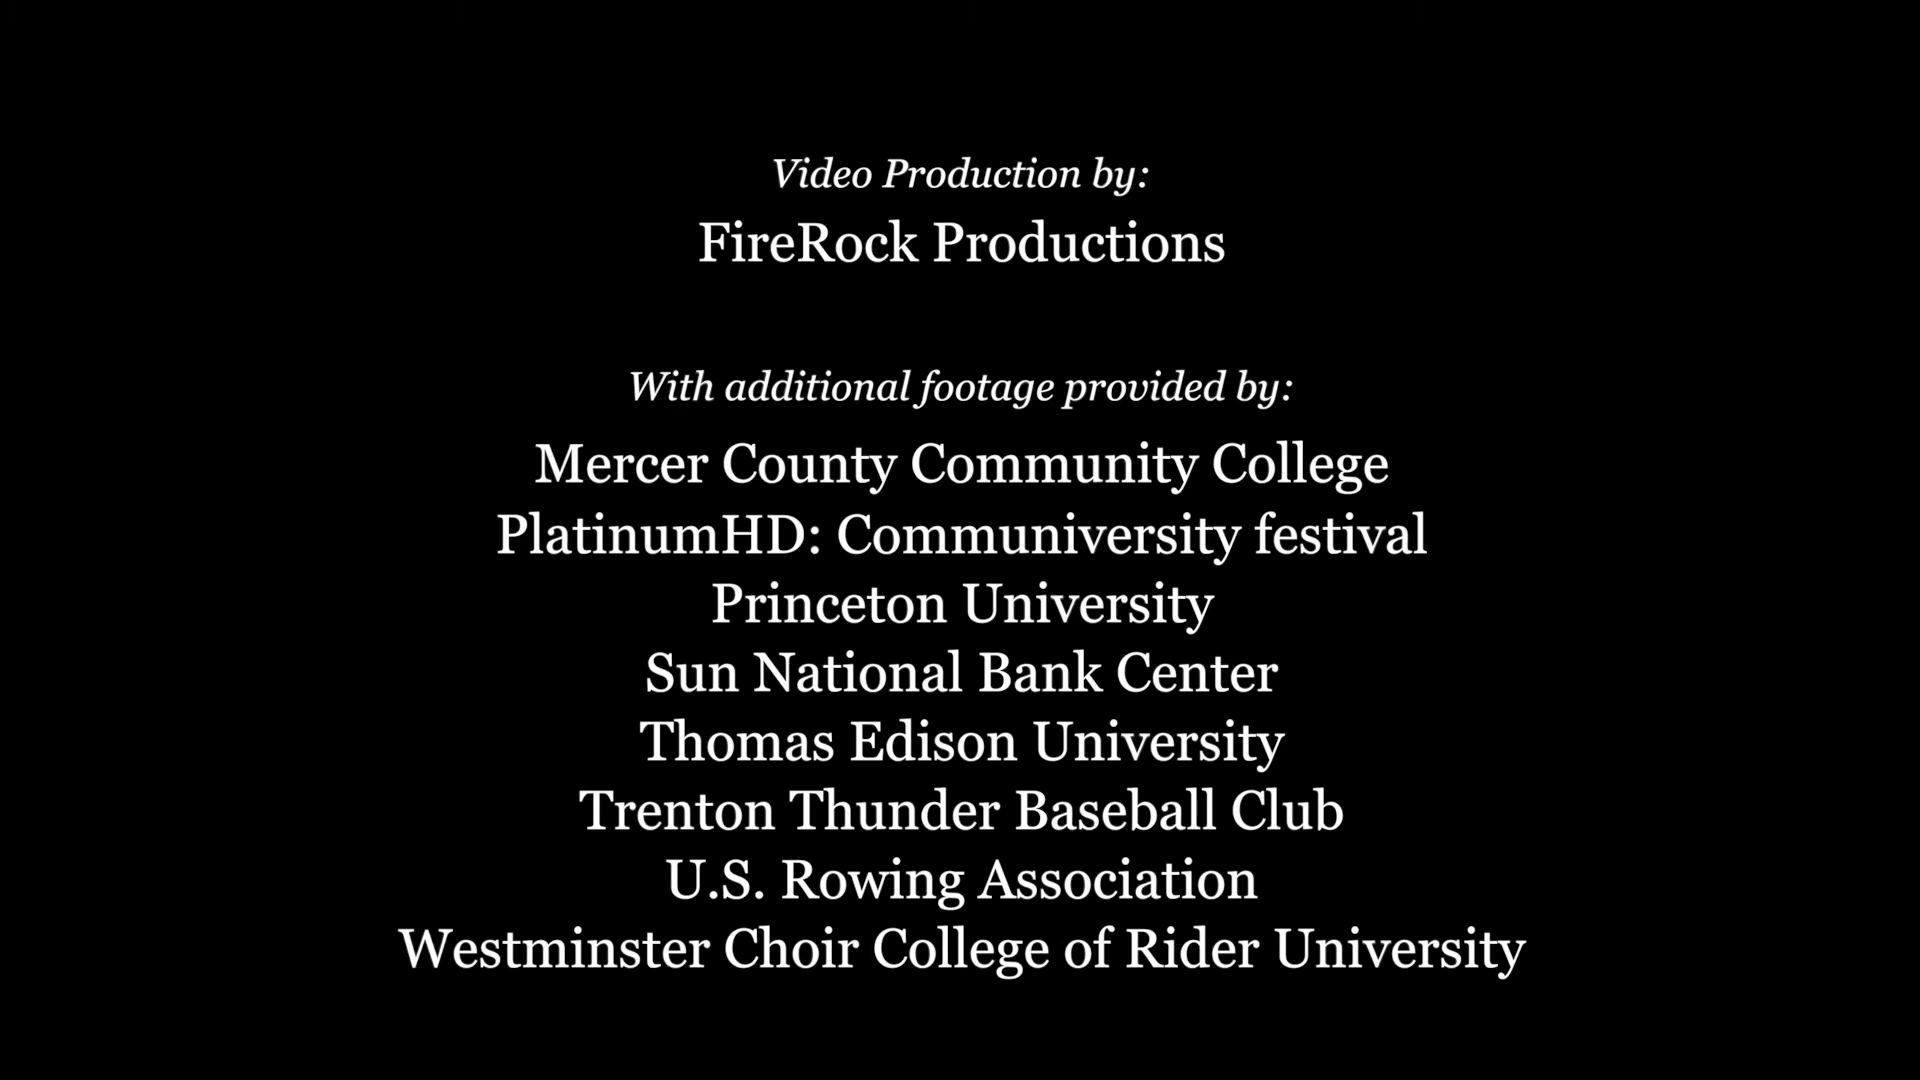 Video Production by:
FireRock Productions
With additional footage provided by:
Mercer County Community College
PlatinumHD: Communiversity festival
Princeton University
Sun National Bank Center
Thomas Edison University
Trenton Thunder Baseball Club
U.S. Rowing Association
Westminster Choir College of Rider University